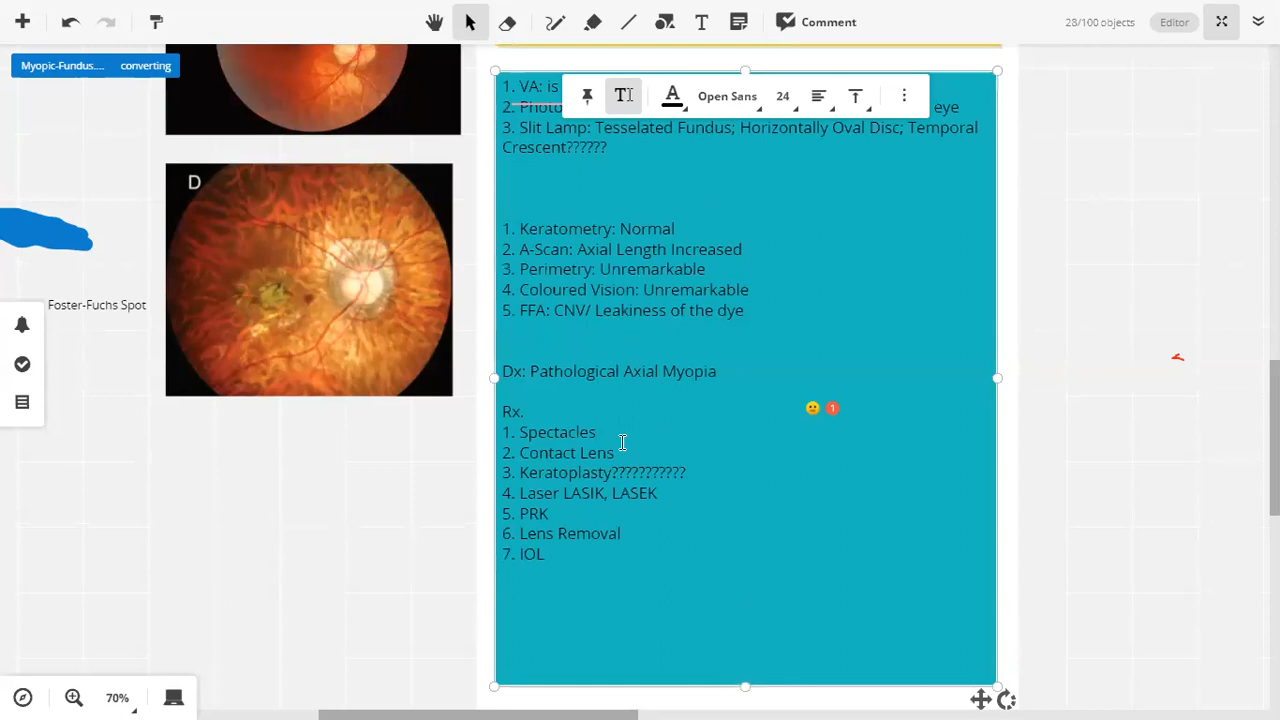 Comment
28/100 objects
Editor
Myopic-Fundus.... converting
Open Sans
24
1. VA: is
2. Photo eye
3. Slit Lamp: Tesselated Fundus; Horizontally Oval Disc; Temporal
Crescent??????
D
1. Keratometry: Normal
2. A-Scan: Axial Length Increased
3. Perimetry: Unremarkable
4. Coloured Vision: Unremarkable
5. FFA: CNV/ Leakiness of the dye
Foster-Fuchs Spot
Dx: Pathological Axial Myopia
Rx.
1
1. Spectacles
2. Contact Lens
3. Keratoplasty???????????
4. Laser LASIK, LASEK
5. PRK
6. Lens Removal
7. IOL
70%